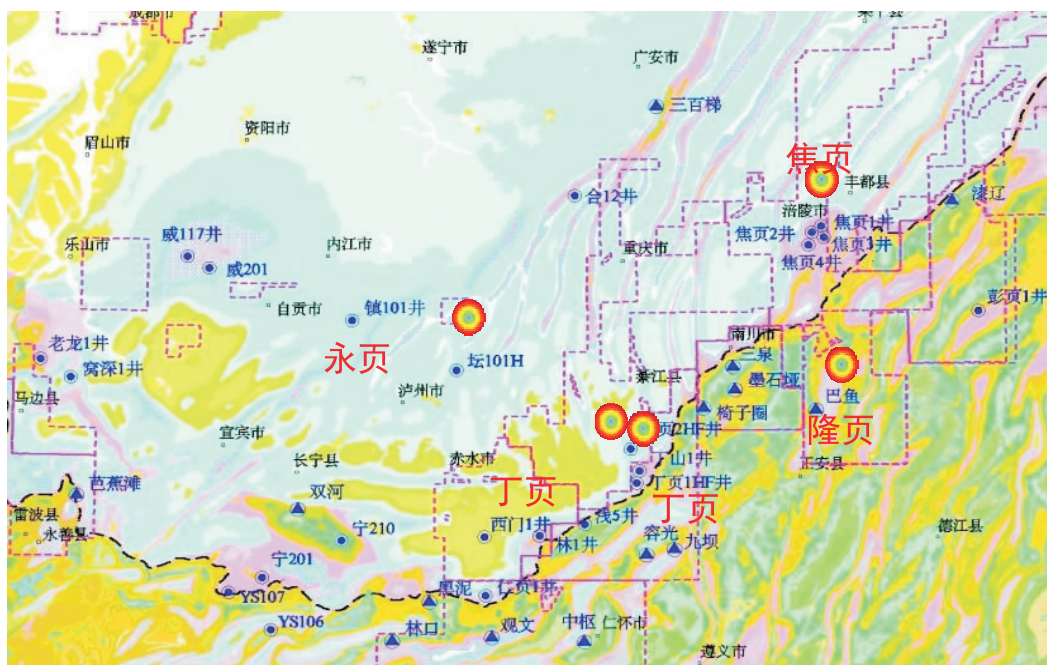 成都市
遂宁市
广安市
三百梯
资阳市
眉山市
焦页
丰都县
漆辽
合12井
涪陵市
焦页1井
焦页2井
焦页3井
焦页4井
乐山市
威117井
威201
内江市
重庆市
自贡市
镇101井
彭页1井
南川市
老龙1井
永页
坛101H
三泉
窝深1井
綦江县
墨石垭
马边县
泸州市
椅子圈
巴鱼
页2HF井
隆页
宜宾市
长宁县
赤水市
山1井
正安县
丁页1HF井
芭蕉滩
双河
丁页
丁页
雷波县
永善县
宁210
西门1井
浅5井
林1井
容光
九坝
德江县
宁201
YS107
黑泥
仁页1井
YS106
林口
观文
中枢
仁怀市
遵义市